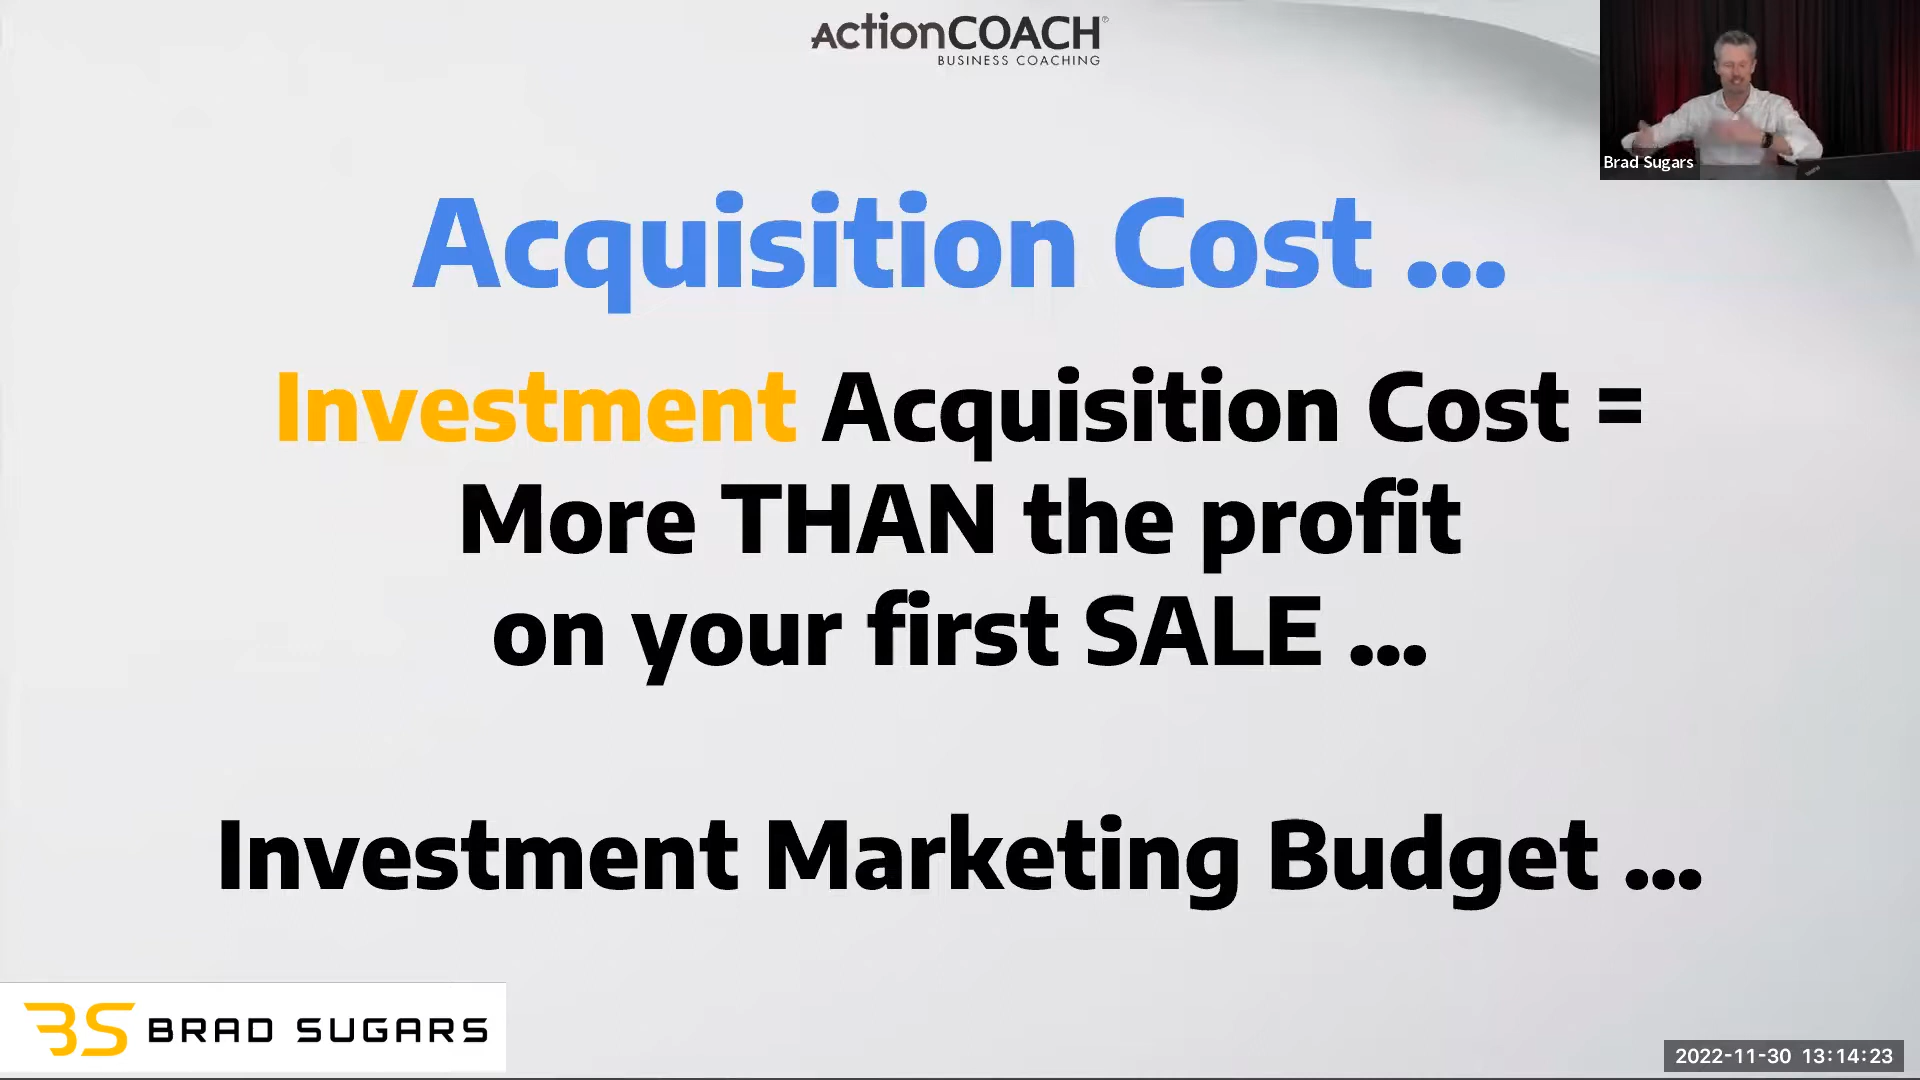 actionCOACH®
BUSINESS COACHING
Brad Sugars
Acquisition Cost ...
Investment Acquisition Cost =
More THAN the profit
on your first SALE ...
Investment Marketing Budget ...
BS BRAD SUGARS
2022-11-30 13:14:23